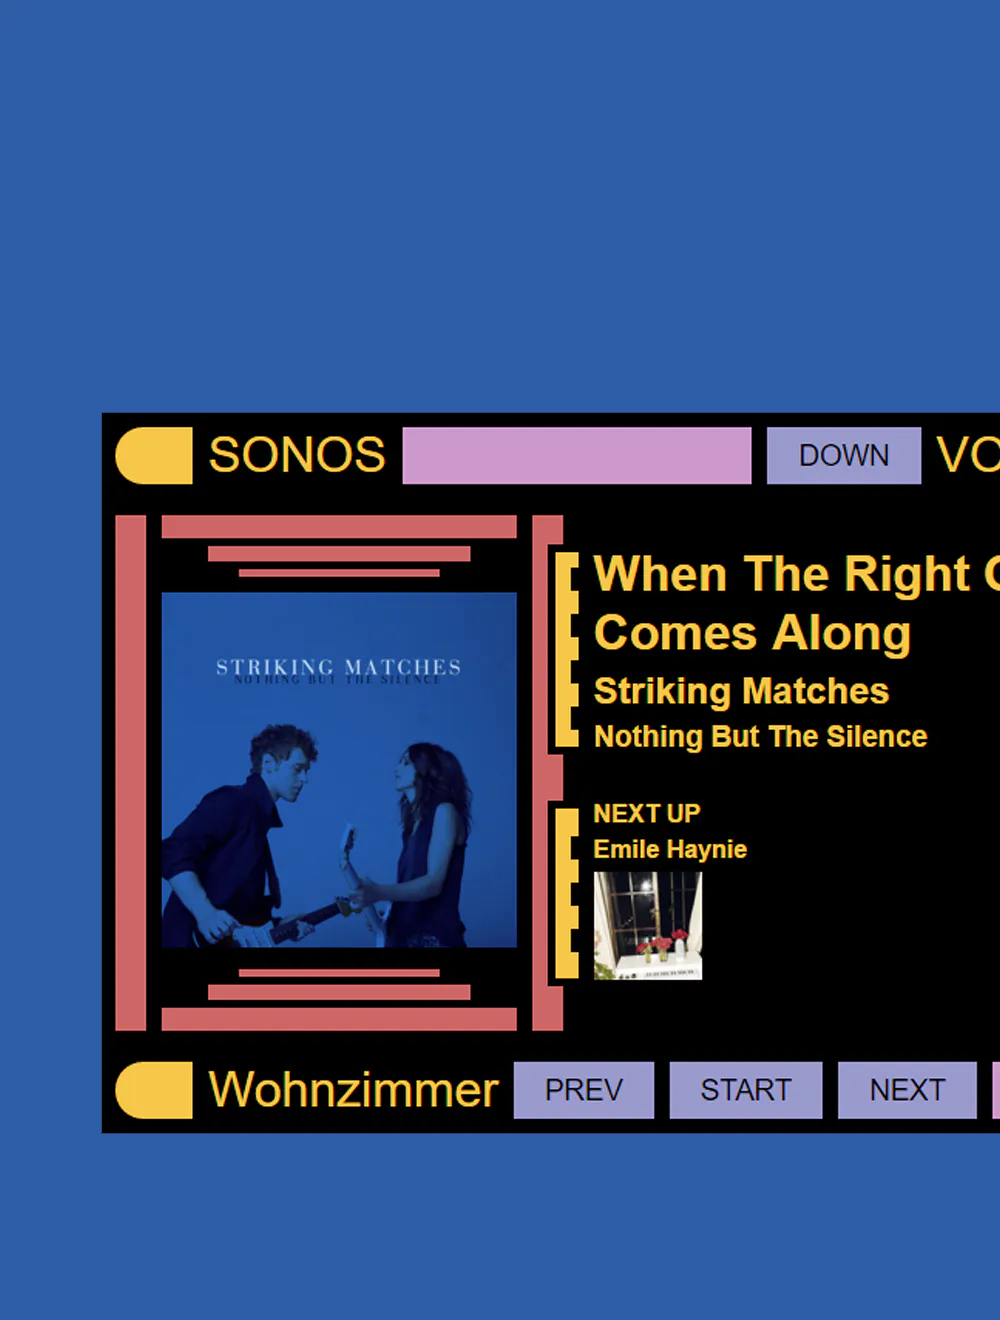 SONOS
DOWN
VO
When The Right O
Comes Along
Striking Matches
Nothing But The Silence
STRIKING MATCHES
NOTHING BUT THE SILENCE
NEXT UP
Emile Haynie
Wohnzimmer
PREV
START
NEXT